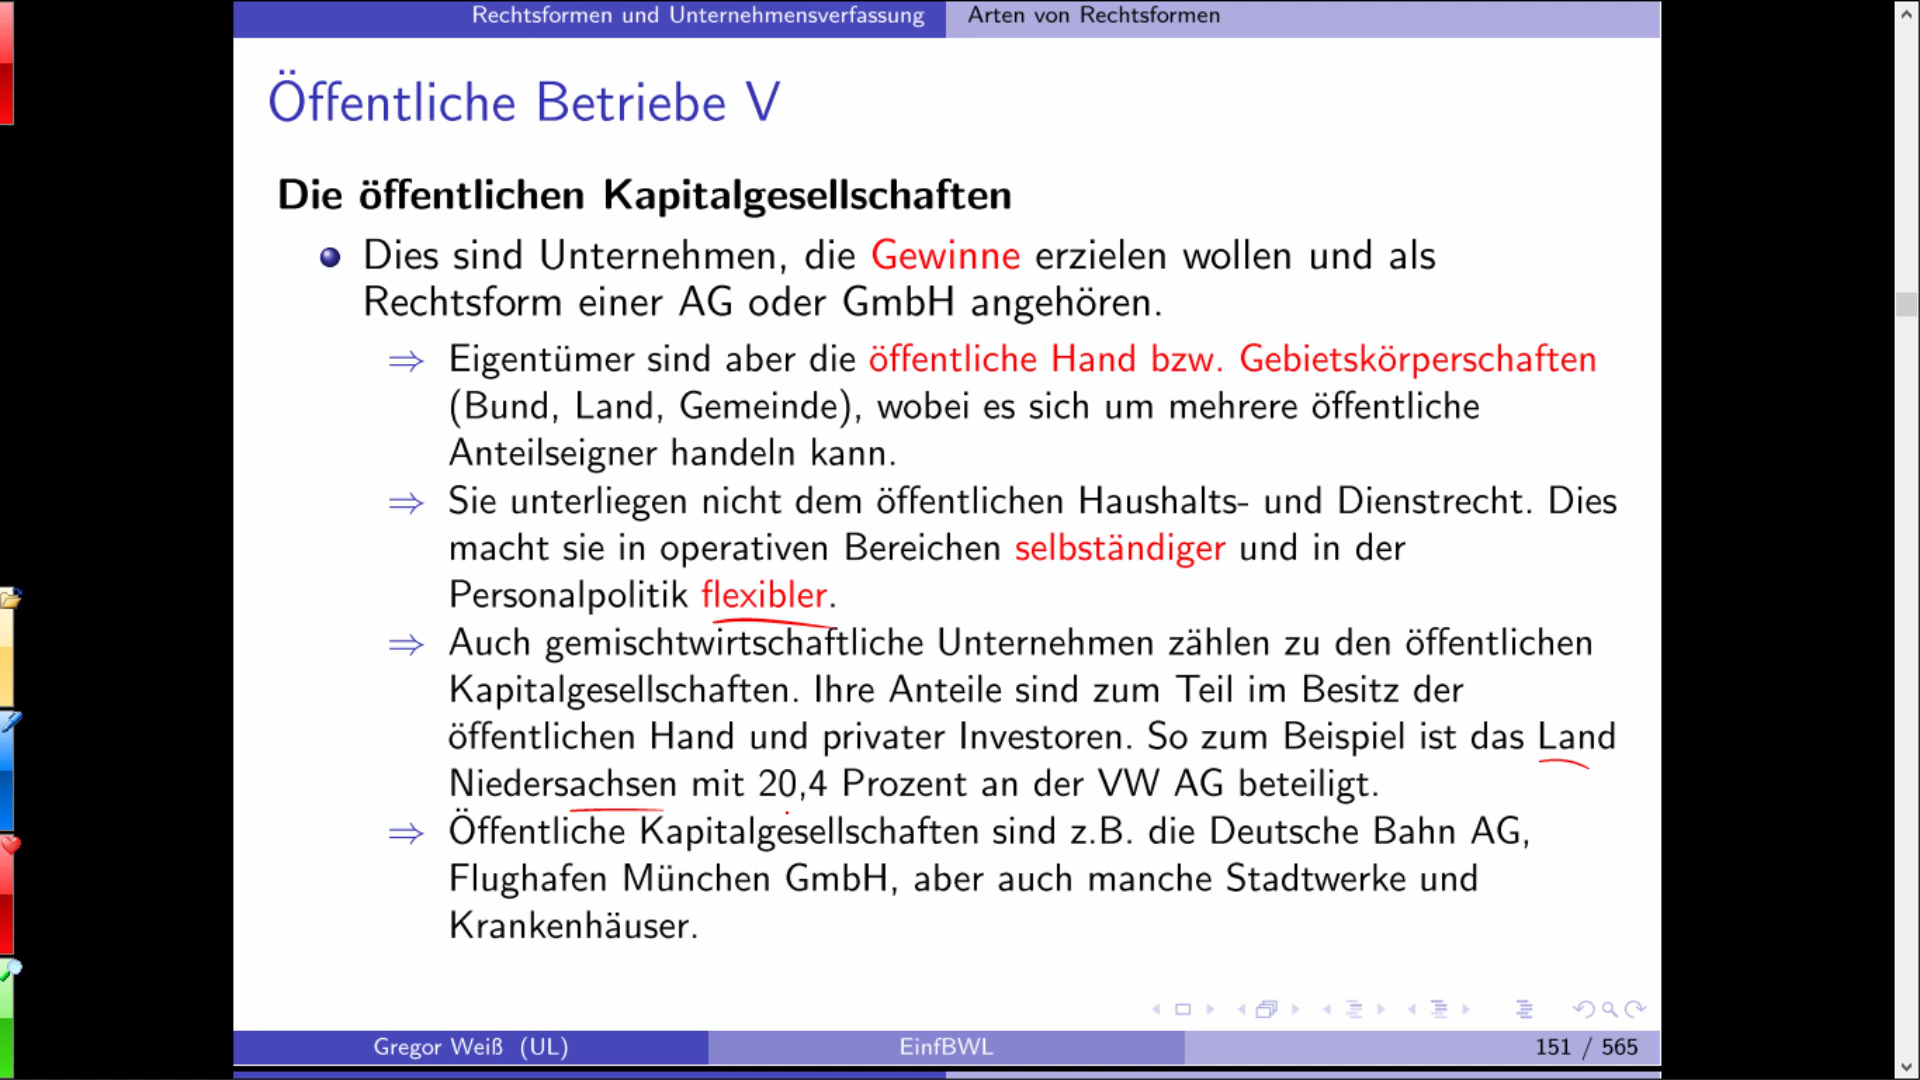 Rechtsformen und Unternehmensverfassung Arten von Rechtsformen
Öffentliche Betriebe V
Die öffentlichen Kapitalgesellschaften
Dies sind Unternehmen, die Gewinne erzielen wollen und als
Rechtsform einer AG oder GmbH angehören.
⇒ Eigentümer sind aber die öffentliche Hand bzw. Gebietskörperschaften
(Bund, Land, Gemeinde), wobei es sich um mehrere öffentliche
Anteilseigner handeln kann.
⇒ Sie unterliegen nicht dem öffentlichen Haushalts- und Dienstrecht. Dies
macht sie in operativen Bereichen selbständiger und in der
Personalpolitik flexibler.
⇒ Auch gemischtwirtschaftliche Unternehmen zählen zu den öffentlichen
Kapitalgesellschaften. Ihre Anteile sind zum Teil im Besitz der
öffentlichen Hand und privater Investoren. So zum Beispiel ist das Land
Niedersachsen mit 20,4 Prozent an der VW AG beteiligt.
⇒ Öffentliche Kapitalgesellschaften sind z.B. die Deutsche Bahn AG,
Flughafen München GmbH, aber auch manche Stadtwerke und
Krankenhäuser.
Gregor Weiß (UL) EinfBWL 151 / 565